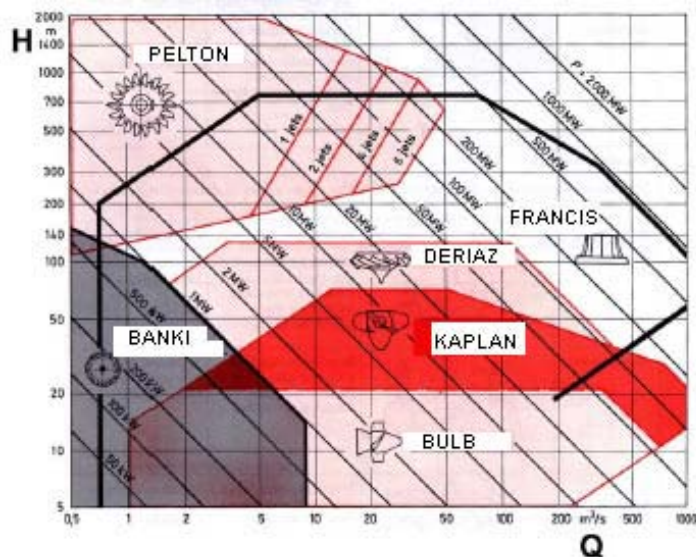 H
m
2000
1400
1000
700
500
300
200
140
100
50
20
10
5
PELTON
1 jets
2 jets
4 jets
6 jets
P = 2000 MW
1000 MW
500 MW
200 MW
100 MW
50 MW
20 MW
10 MW
5 MW
2 MW
1 MW
500 kW
200 kW
100 kW
50 kW
FRANCIS
DERIAZ
KAPLAN
BANKI
BULB
0,5 1 2 5 10 20 50 100 200 m³/s 500 1000
Q